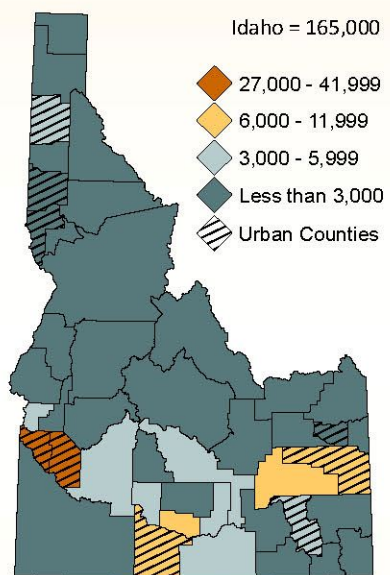 Idaho = 165,000
27,000 - 41,999
6,000 - 11,999
3,000 - 5,999
Less than 3,000
Urban Counties